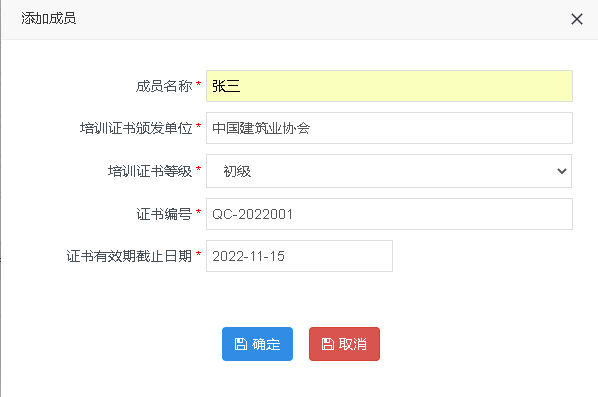 添加成员
成员名称 * 张三
培训证书颁发单位 * 中国建筑业协会
培训证书等级 * 初级
证书编号 * QC-2022001
证书有效期截止日期 * 2022-11-15
确定 取消